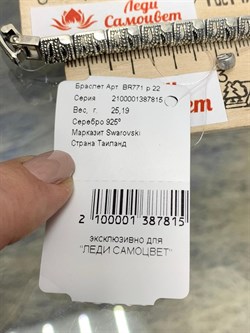 Леди
Самоцвет
ГОСТ
Браслет Арт. BR771 р 22
Серия 2100001387815
Вес, г. 25,19
Серебро 925°
Марказит Swarovski
Страна Таиланд
2 100001 387815
эксклюзивно для
"ЛЕДИ САМОЦВЕТ"